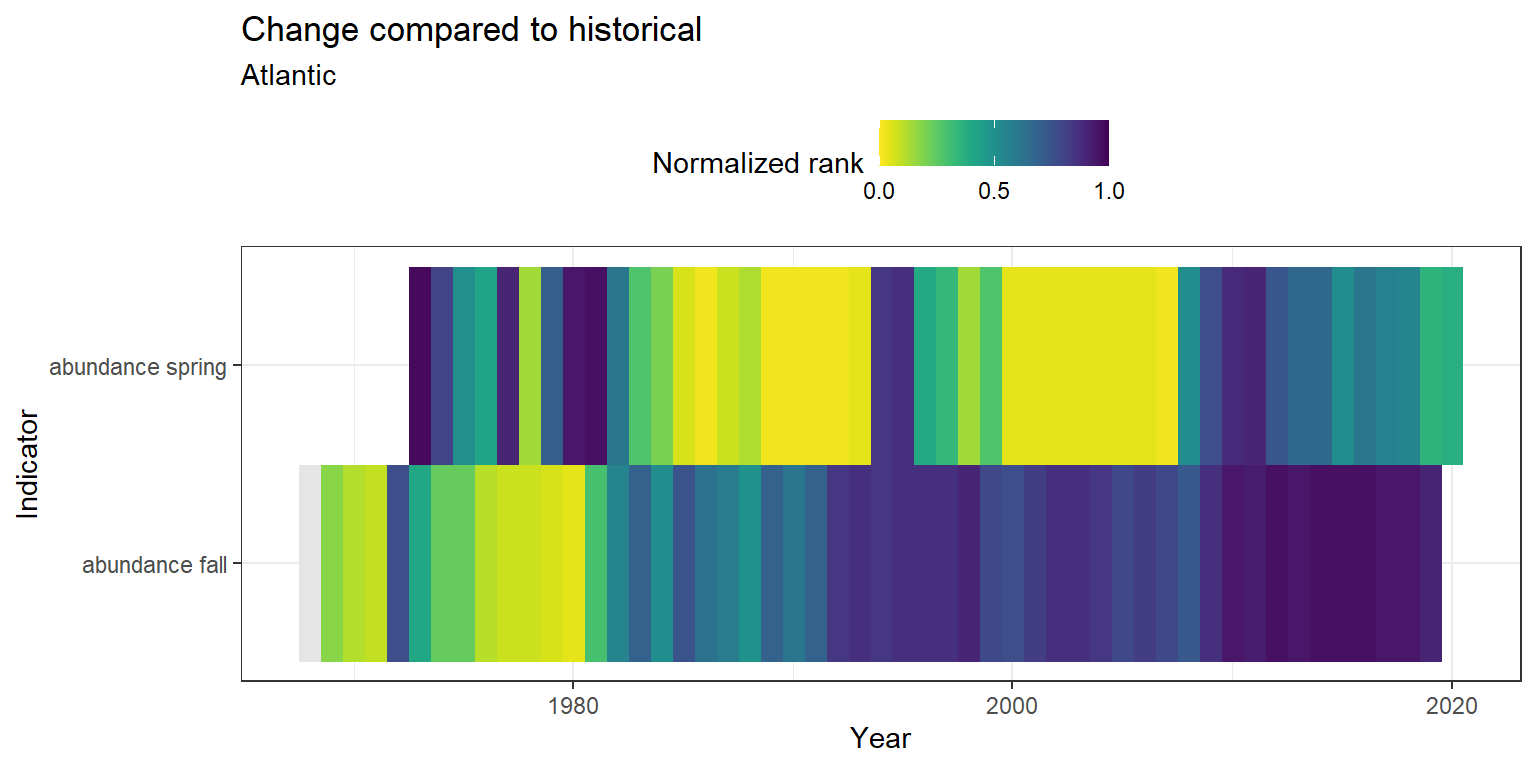 Change compared to historical
Atlantic
Normalized rank
0.0 0.5 1.0
Indicator
abundance spring
abundance fall
1980 2000 2020
Year